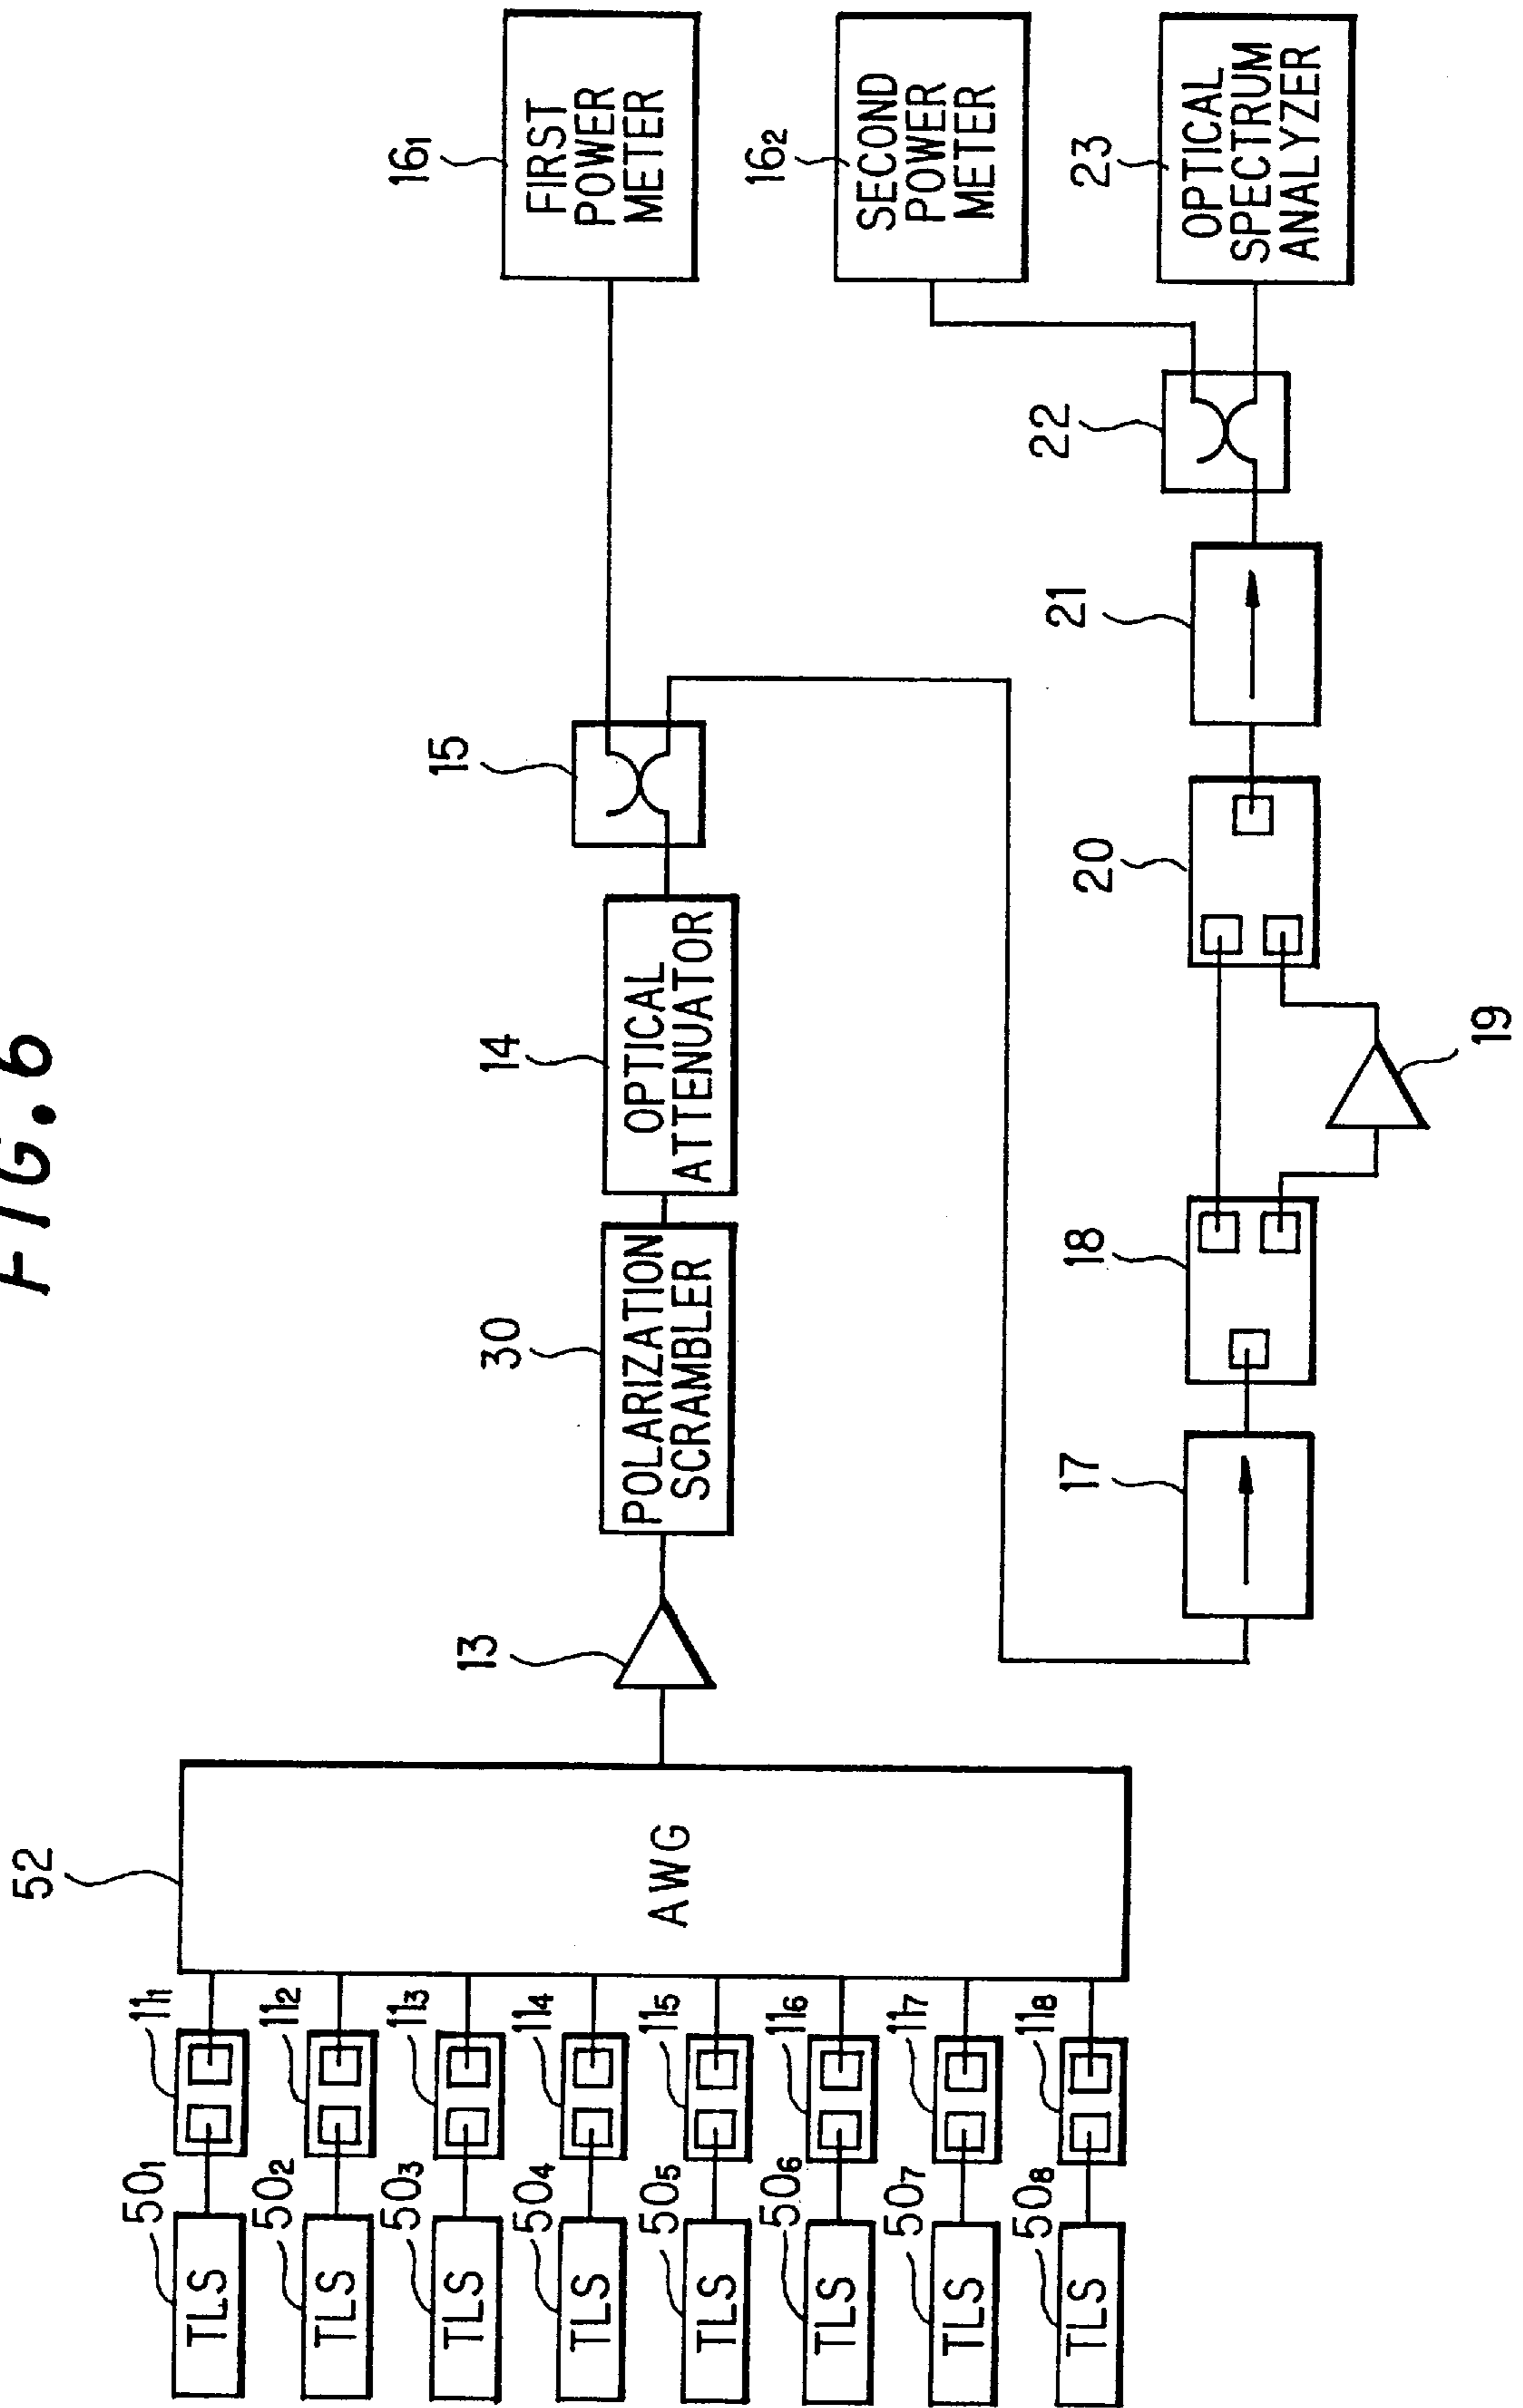 FIG.6
TLS
TLS
TLS
TLS
TLS
TLS
TLS
TLS
50₁
50₂
50₃
50₄
50₅
50₆
50₇
50₈
11₁
11₂
11₃
11₄
11₅
11₆
11₇
11₈
52
AWG
13
30
POLARIZATION
SCRAMBLER
14
OPTICAL
ATTENUATOR
15
16₁
FIRST
POWER
METER
17
18
19
20
21
22
16₂
SECOND
POWER
METER
23
OPTICAL
SPECTRUM
ANALYZER